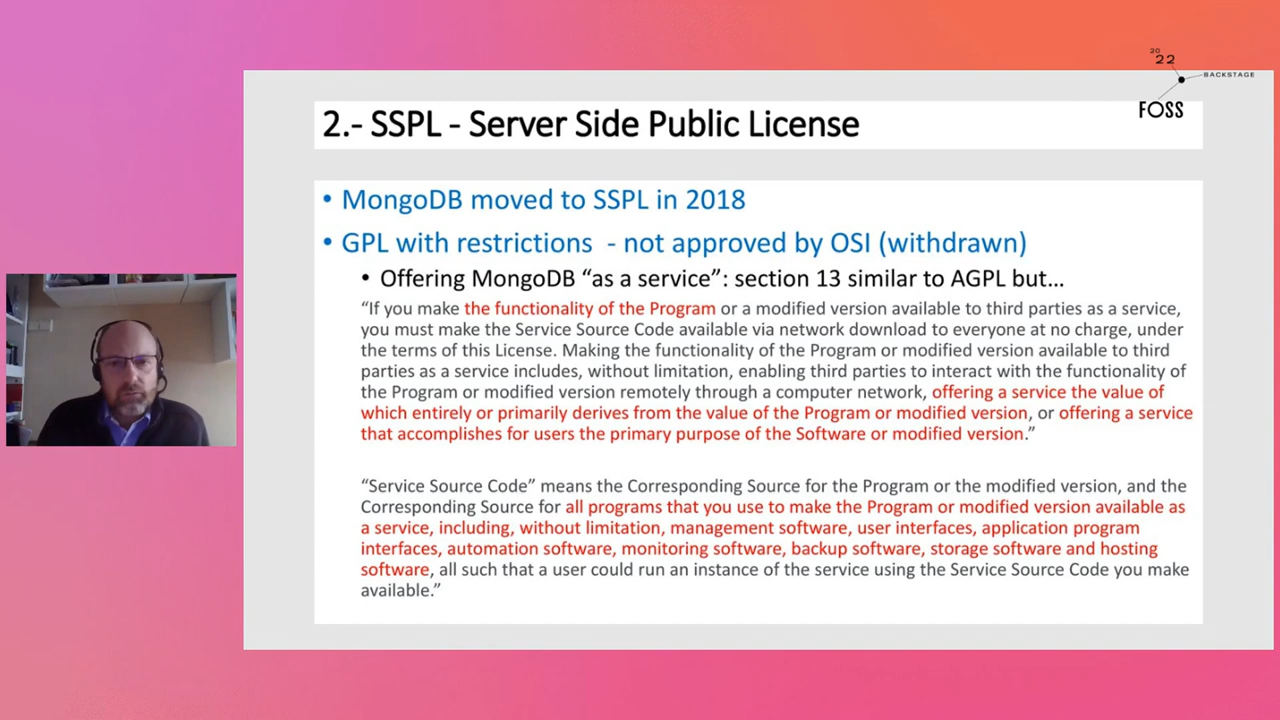 20
22
BACKSTAGE
FOSS
2.- SSPL - Server Side Public License
• MongoDB moved to SSPL in 2018
• GPL with restrictions - not approved by OSI (withdrawn)
• Offering MongoDB “as a service”: section 13 similar to AGPL but…
“If you make the functionality of the Program or a modified version available to third parties as a service,
you must make the Service Source Code available via network download to everyone at no charge, under
the terms of this License. Making the functionality of the Program or modified version available to third
parties as a service includes, without limitation, enabling third parties to interact with the functionality of
the Program or modified version remotely through a computer network, offering a service the value of
which entirely or primarily derives from the value of the Program or modified version, or offering a service
that accomplishes for users the primary purpose of the Software or modified version.”
“Service Source Code” means the Corresponding Source for the Program or the modified version, and the
Corresponding Source for all programs that you use to make the Program or modified version available as
a service, including, without limitation, management software, user interfaces, application program
interfaces, automation software, monitoring software, backup software, storage software and hosting
software, all such that a user could run an instance of the service using the Service Source Code you make
available.”